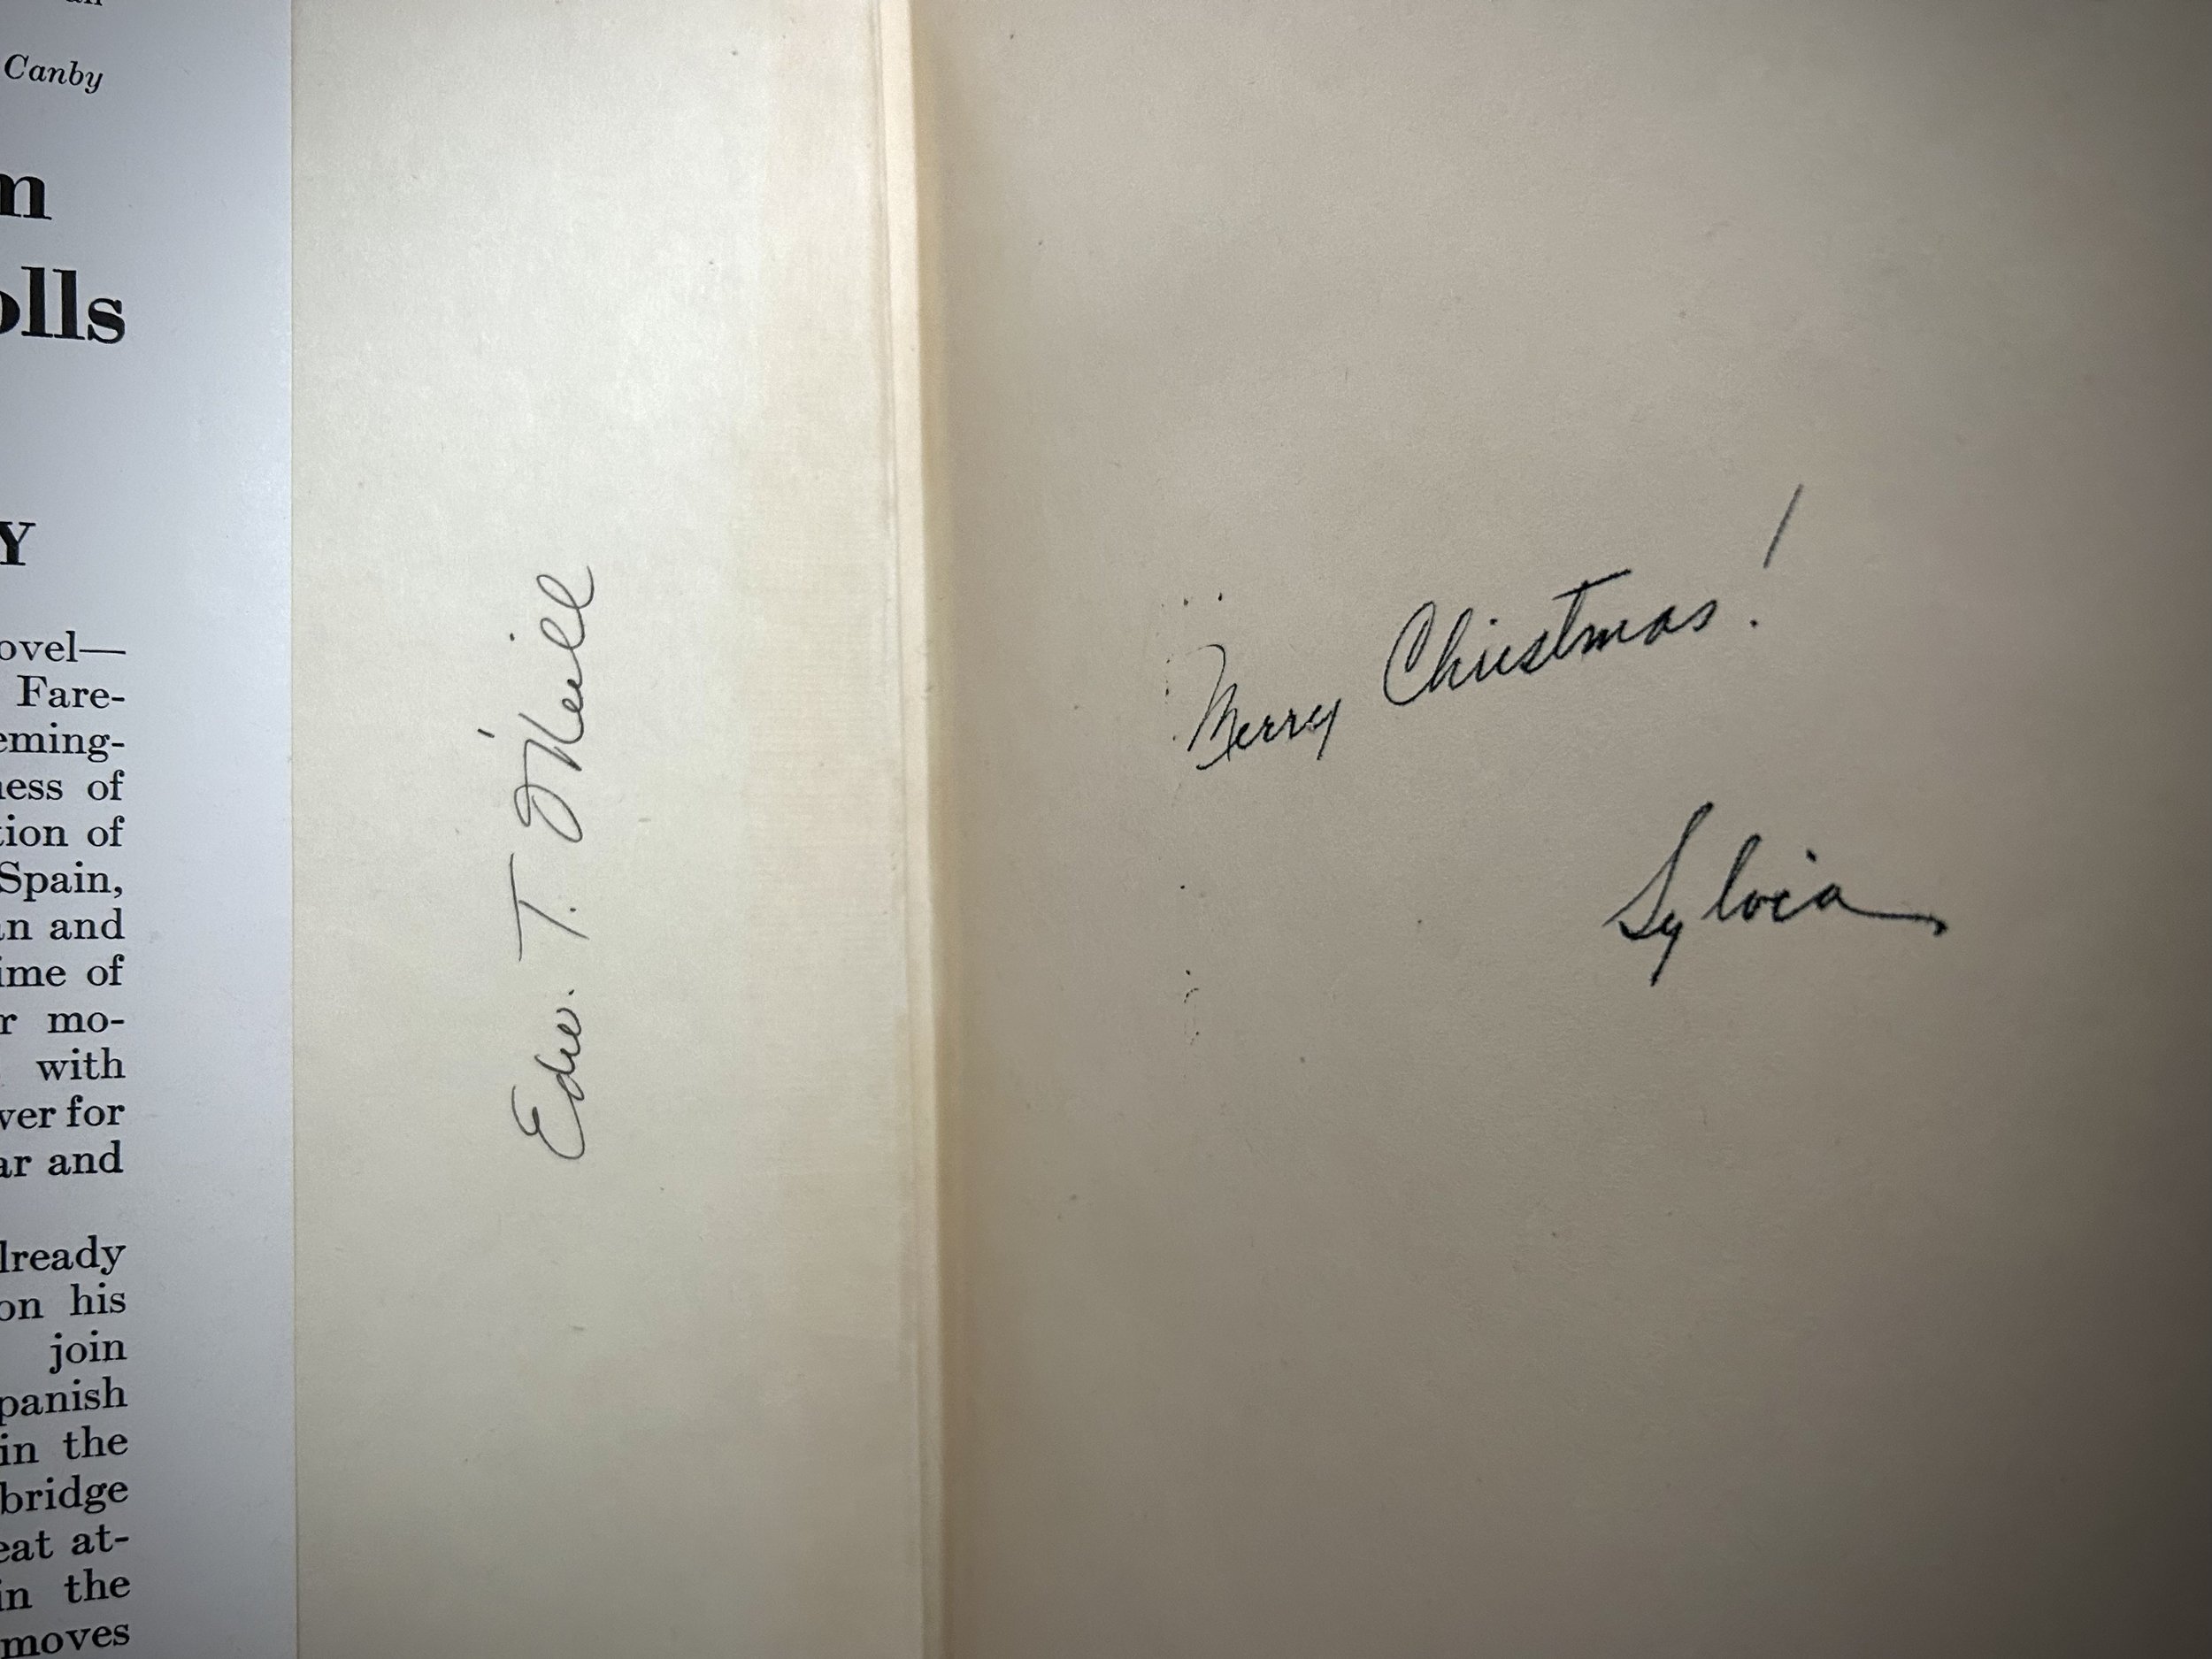 Canby
m
olls
Y
ovel—
Fare-
eming-
ness of
tion of
Spain,
an and
ime of
r mo-
with
ver for
ar and
lready
on his
join
panish
in the
bridge
eat at-
in the
moves
Edw. T. O'Neill
Merry Christmas!
Sylvia